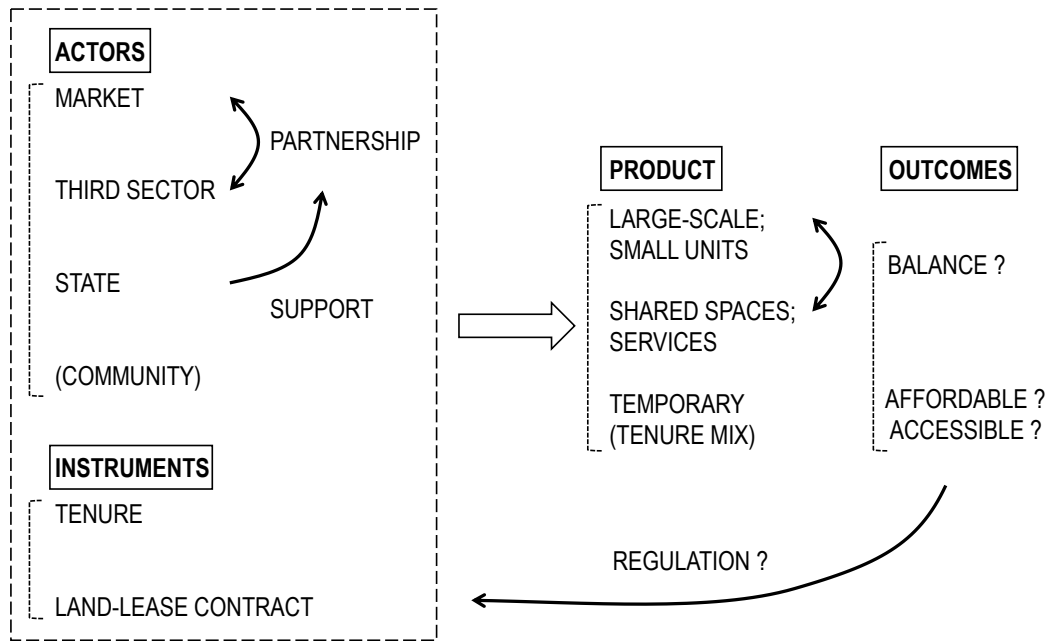 ACTORS
MARKET
PARTNERSHIP
THIRD SECTOR
STATE
SUPPORT
(COMMUNITY)
INSTRUMENTS
TENURE
LAND-LEASE CONTRACT
PRODUCT
LARGE-SCALE;
SMALL UNITS
SHARED SPACES;
SERVICES
TEMPORARY
(TENURE MIX)
OUTCOMES
BALANCE ?
AFFORDABLE ?
ACCESSIBLE ?
REGULATION ?